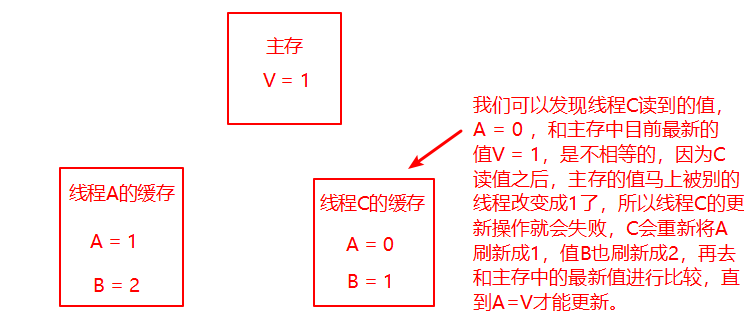 主存
V = 1
我们可以发现线程C读到的值,
A = 0 ，和主存中目前最新的
值V = 1，是不相等的，因为C
读值之后，主存的值马上被别的
线程改变成1了，所以线程C的更
新操作就会失败，C会重新将A
刷新成1，值B也刷新成2，再去
和主存中的最新值进行比较，直
到A=V才能更新。
线程A的缓存
A = 1
B = 2
线程C的缓存
A = 0
B = 1